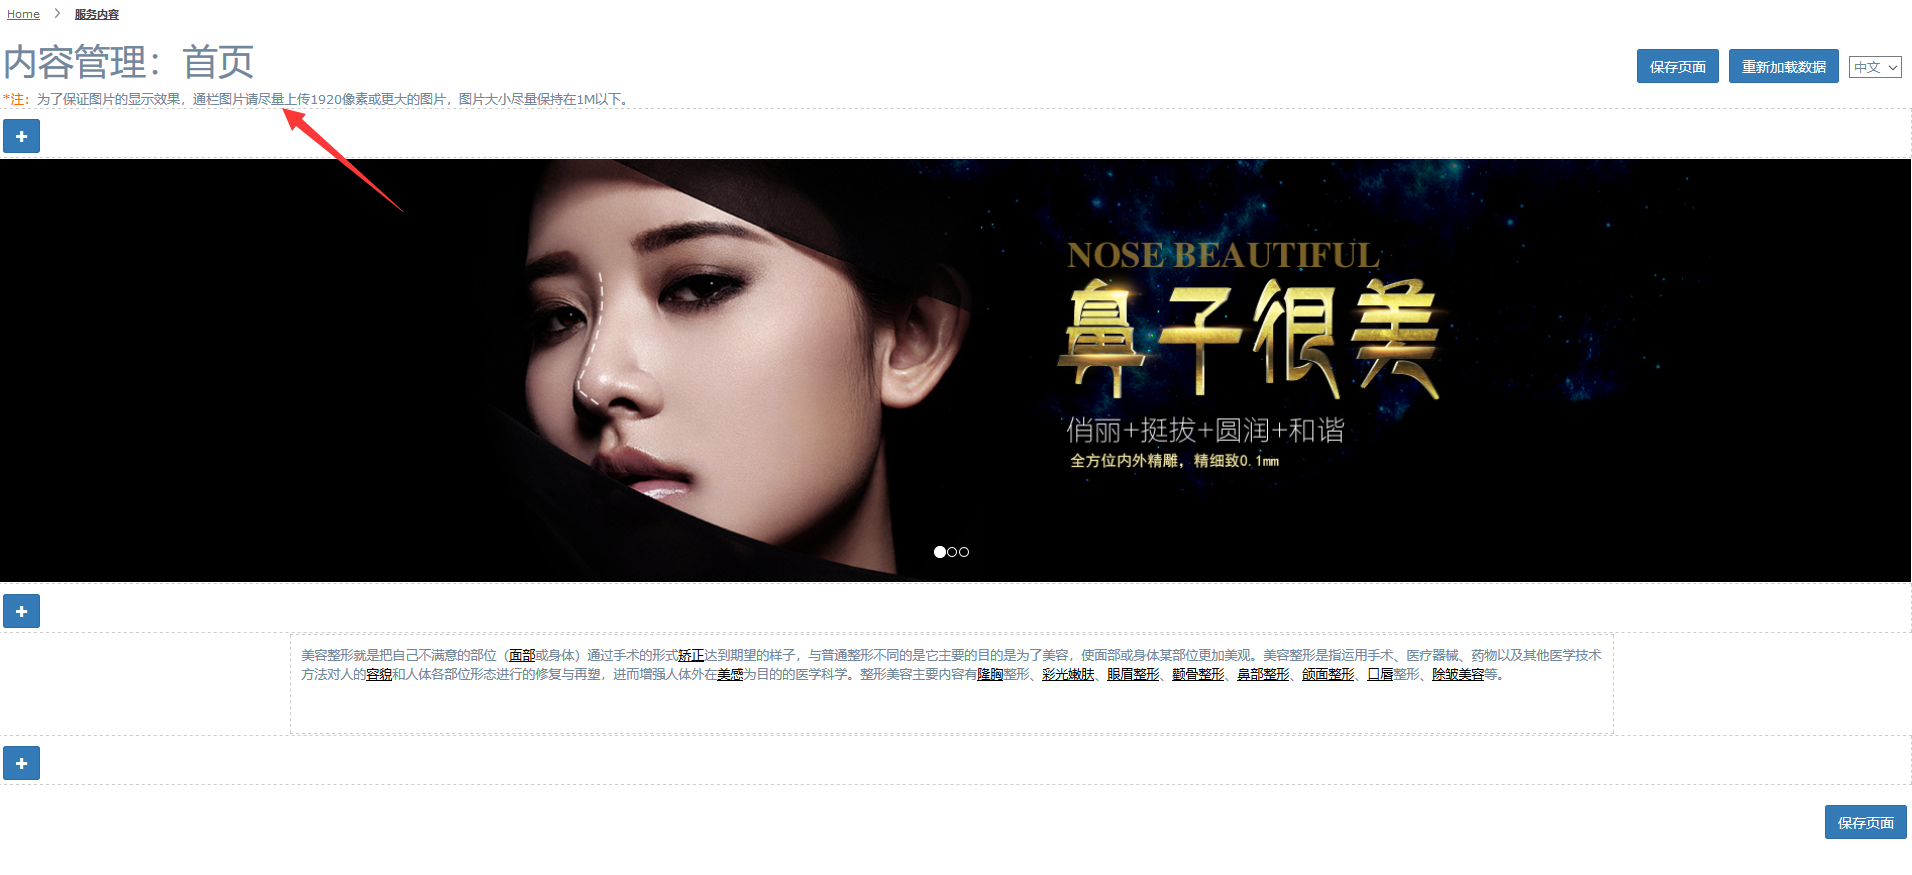 Home > 服务内容
内容管理：首页
保存页面
重新加载数据
中文
*注：为了保证图片的显示效果，通栏图片请尽量上传1920像素或更大的图片，图片大小尽量保持在1M以下。
NOSE BEAUTIFUL
鼻子很美
俏丽+挺拔+圆润+和谐
全方位内外精雕，精细致0.1mm
美容整形就是把自己不满意的部位（面部或身体）通过手术的形式矫正达到期望的样子，与普通整形不同的是它主要的目的是为了美容，使面部或身体某部位更加美观。美容整形是指运用手术、医疗器械、药物以及其他医学技术
方法对人的容貌和人体各部位形态进行的修复与再塑，进而增强人体外在美感为目的的医学科学。整形美容主要内容有隆胸整形、彩光嫩肤、眼眉整形、颧骨整形、鼻部整形、颌面整形、口唇整形、除皱美容等。
保存页面